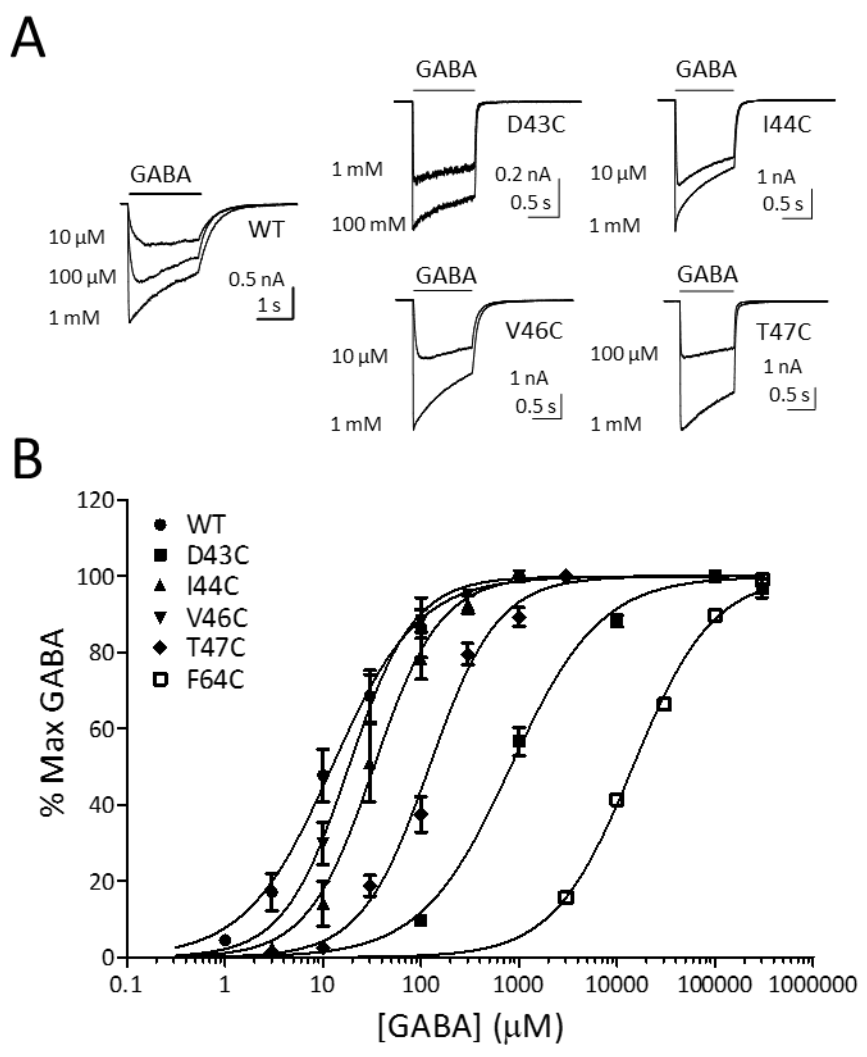 A
GABA
10 µM
100 µM
1 mM
WT
0.5 nA
1 s
GABA
1 mM
100 mM
D43C
0.2 nA
0.5 s
GABA
10 µM
1 mM
I44C
1 nA
0.5 s
GABA
10 µM
1 mM
V46C
1 nA
0.5 s
GABA
100 µM
1 mM
T47C
1 nA
0.5 s
B
120
100
80
60
40
20
0
% Max GABA
WT
D43C
I44C
V46C
T47C
F64C
0.1 1 10 100 1000 10000 100000 1000000
[GABA] (µM)